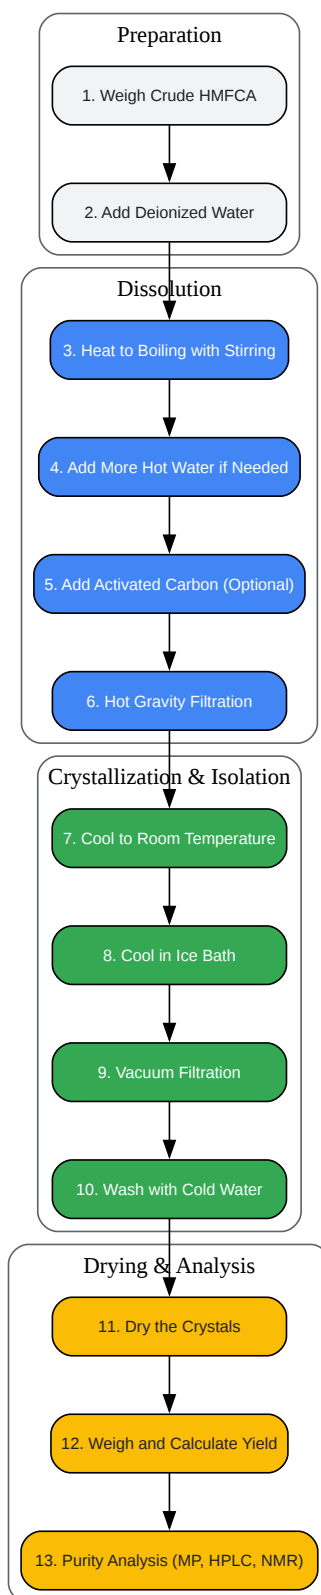 Preparation
1. Weigh Crude HMFCA
2. Add Deionized Water
Dissolution
3. Heat to Boiling with Stirring
4. Add More Hot Water if Needed
5. Add Activated Carbon (Optional)
6. Hot Gravity Filtration
Crystallization & Isolation
7. Cool to Room Temperature
8. Cool in Ice Bath
9. Vacuum Filtration
10. Wash with Cold Water
Drying & Analysis
11. Dry the Crystals
12. Weigh and Calculate Yield
13. Purity Analysis (MP, HPLC, NMR)